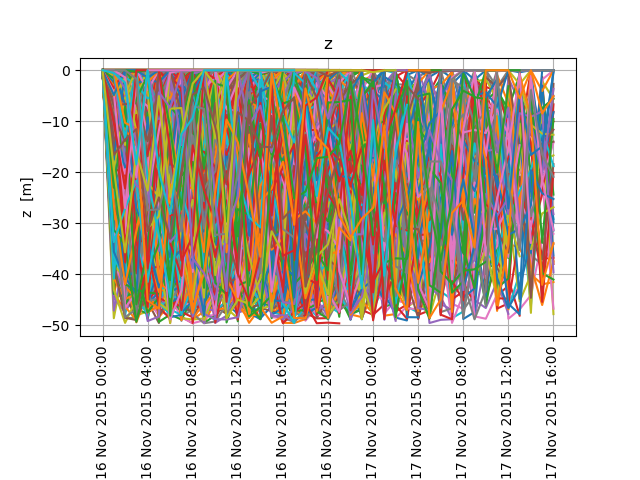 z
0
−10
−20
−30
−40
−50
z [m]
16 Nov 2015 00:00
16 Nov 2015 04:00
16 Nov 2015 08:00
16 Nov 2015 12:00
16 Nov 2015 16:00
16 Nov 2015 20:00
17 Nov 2015 00:00
17 Nov 2015 04:00
17 Nov 2015 08:00
17 Nov 2015 12:00
17 Nov 2015 16:00